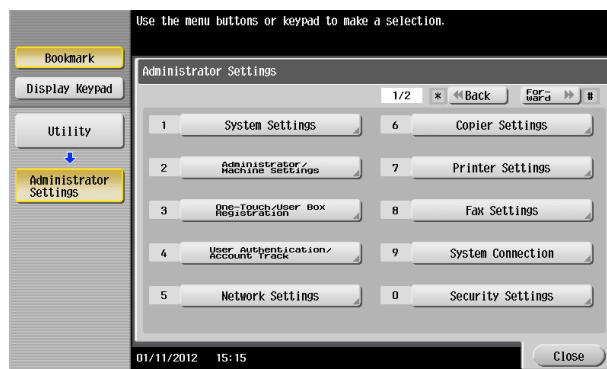 Use the menu buttons or keypad to make a selection.
Bookmark
Display Keypad
Utility
Administrator
Settings
Administrator Settings
1/2 * Back For-
ward #
1 System Settings
2 Administrator/
Machine Settings
3 One-Touch/User Box
Registration
4 User Authentication/
Account Track
5 Network Settings
6 Copier Settings
7 Printer Settings
8 Fax Settings
9 System Connection
0 Security Settings
01/11/2012 15:15
Close